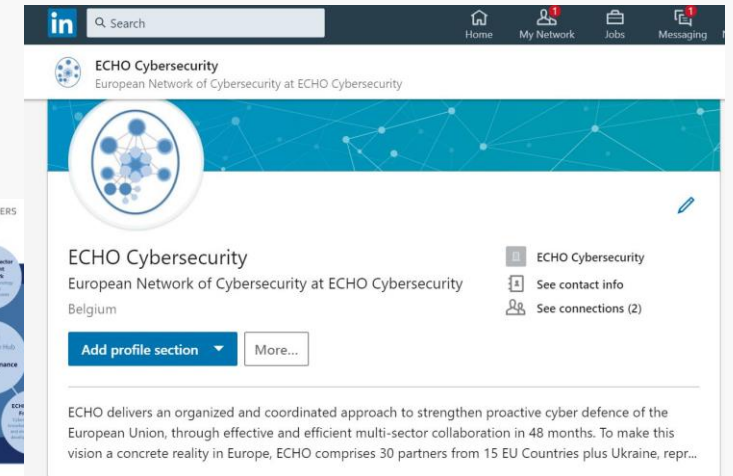 in
Search
Home
My Network
Jobs
Messaging
1
1
ECHO Cybersecurity
European Network of Cybersecurity at ECHO Cybersecurity
ECHO Cybersecurity
European Network of Cybersecurity at ECHO Cybersecurity
Belgium
ECHO Cybersecurity
See contact info
See connections (2)
Add profile section
More...
ECHO delivers an organized and coordinated approach to strengthen proactive cyber defence of the
European Union, through effective and efficient multi-sector collaboration in 48 months. To make this
vision a concrete reality in Europe, ECHO comprises 30 partners from 15 EU Countries plus Ukraine, repr...
ERS